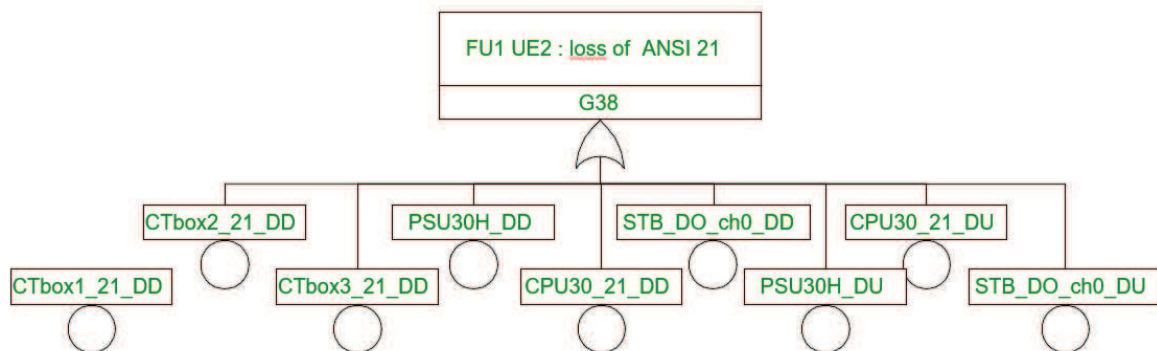 FU1 UE2 : loss of ANSI 21
G38
CTbox2_21_DD
PSU30H_DD
STB_DO_ch0_DD
CPU30_21_DU
CTbox1_21_DD
CTbox3_21_DD
CPU30_21_DD
PSU30H_DU
STB_DO_ch0_DU